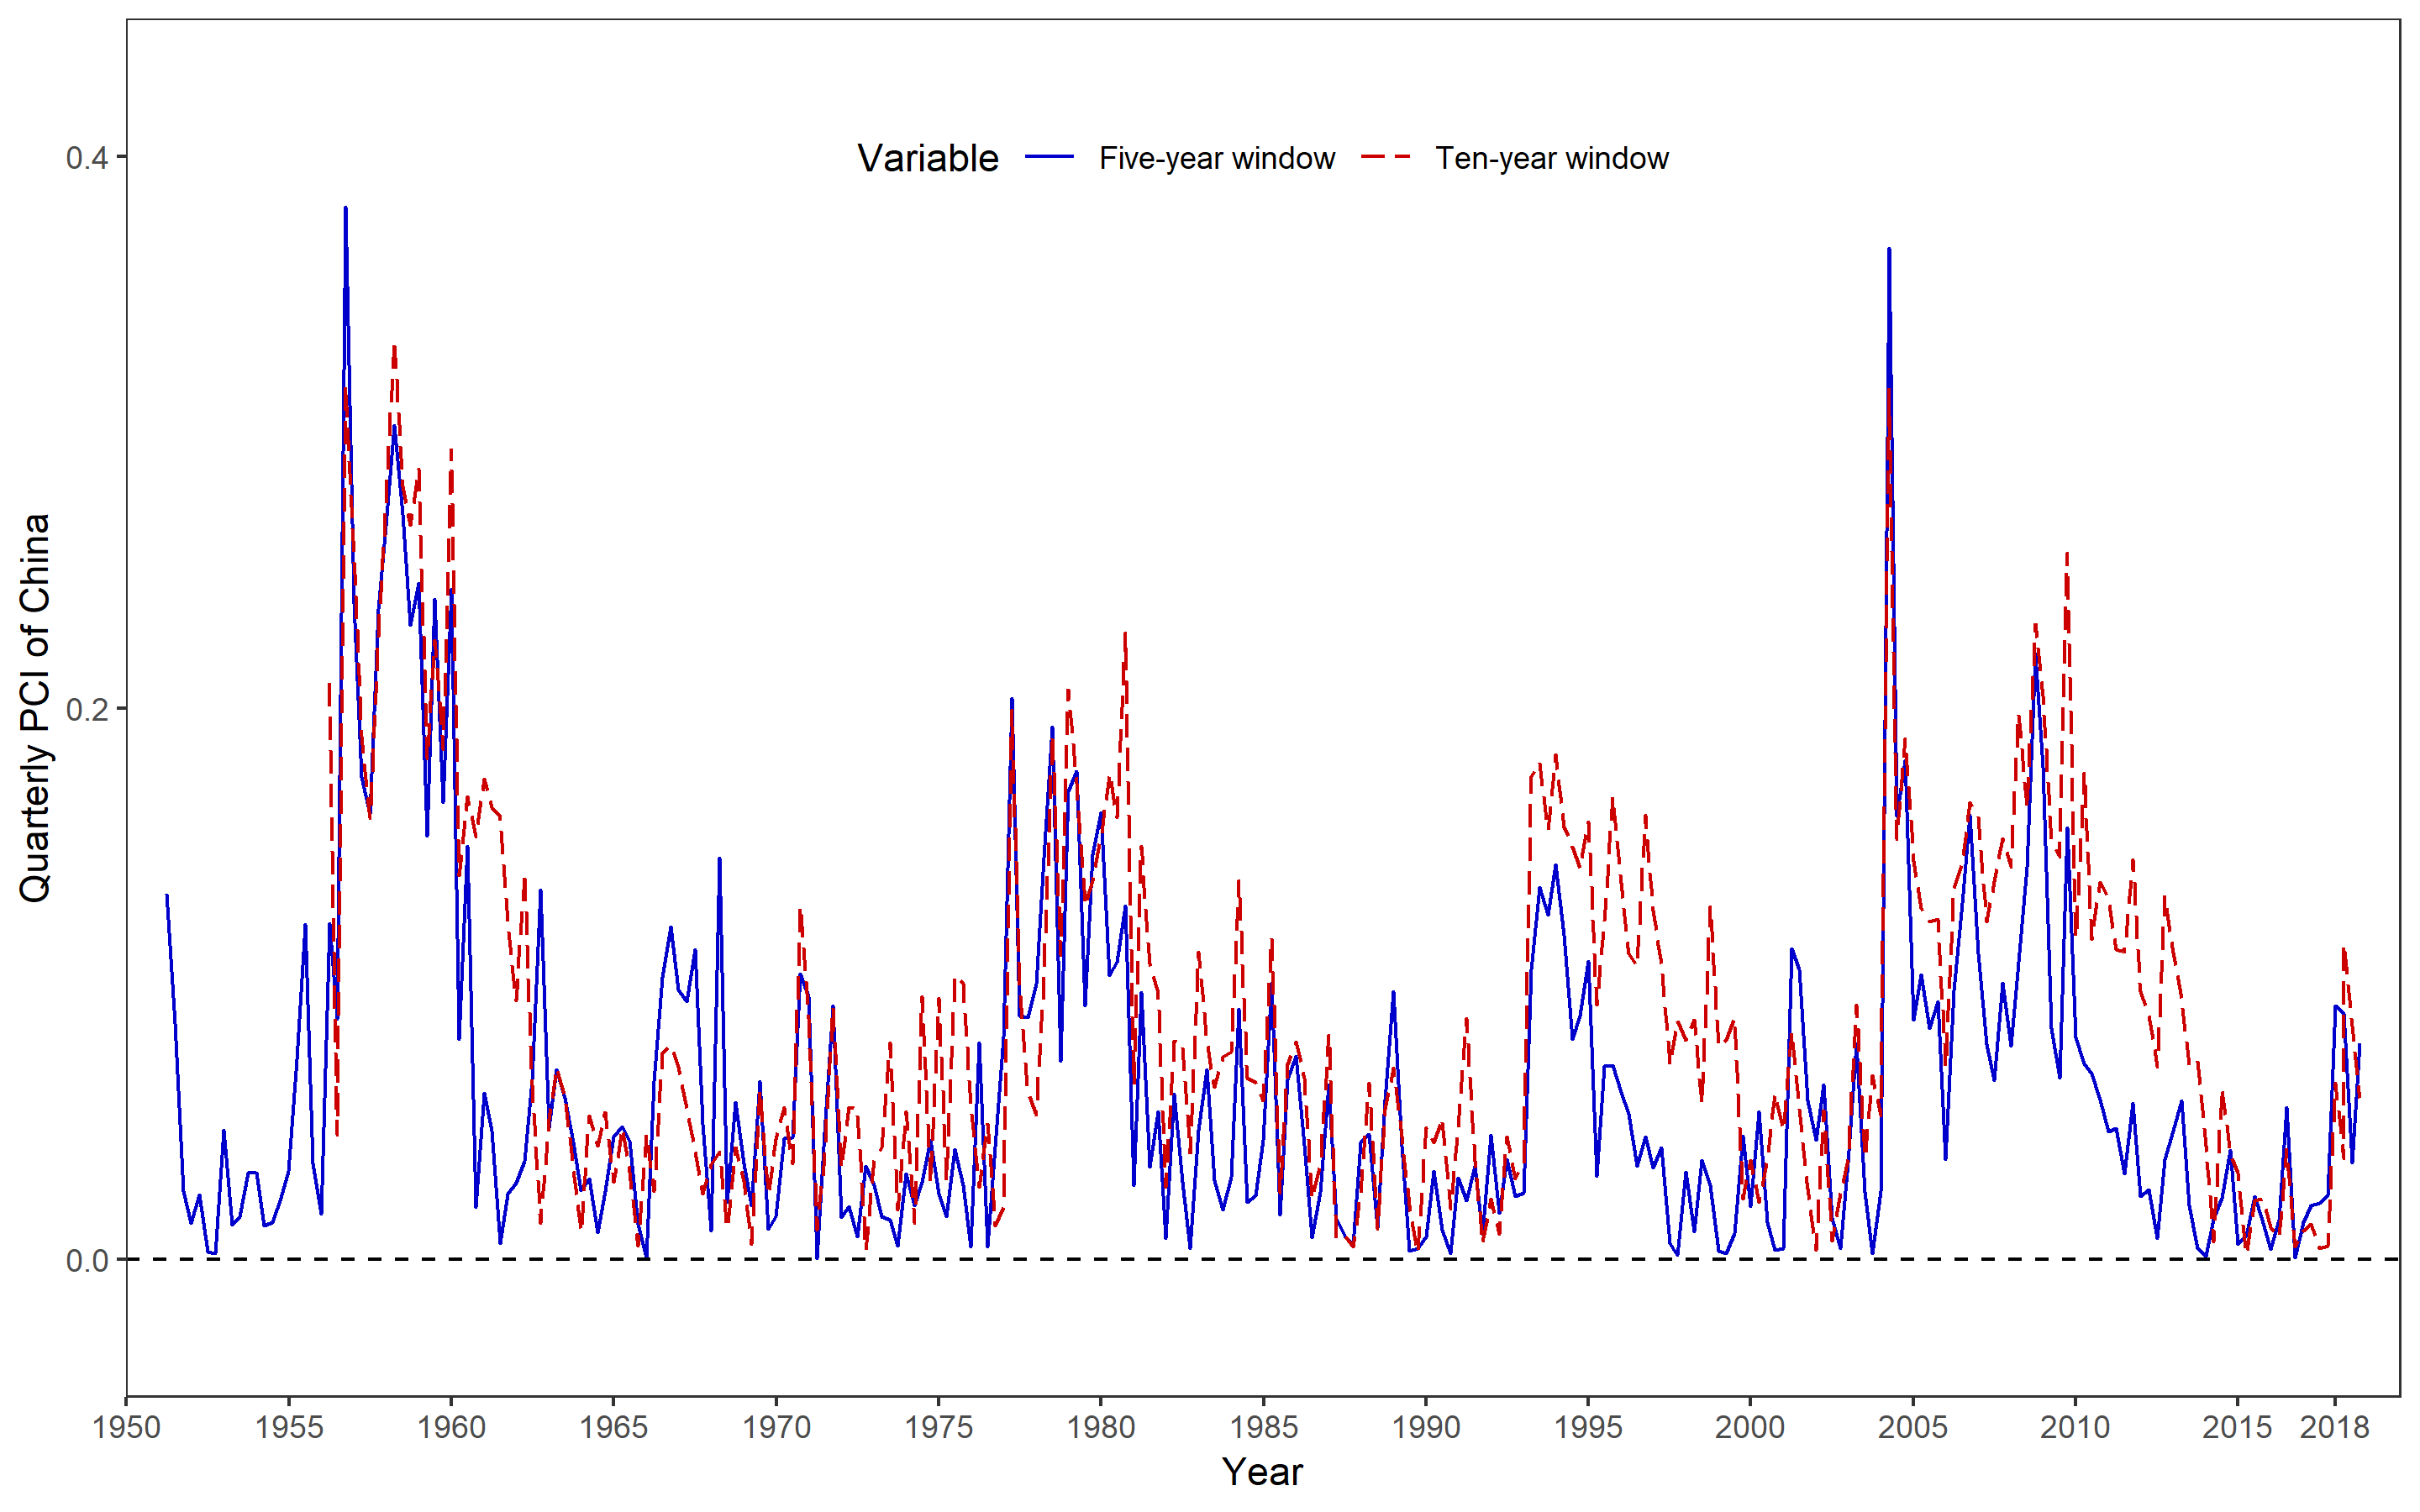 Variable Five-year window Ten-year window
Quarterly PCI of China
0.4
0.2
0.0
1950 1955 1960 1965 1970 1975 1980 1985 1990 1995 2000 2005 2010 2015 2018
Year